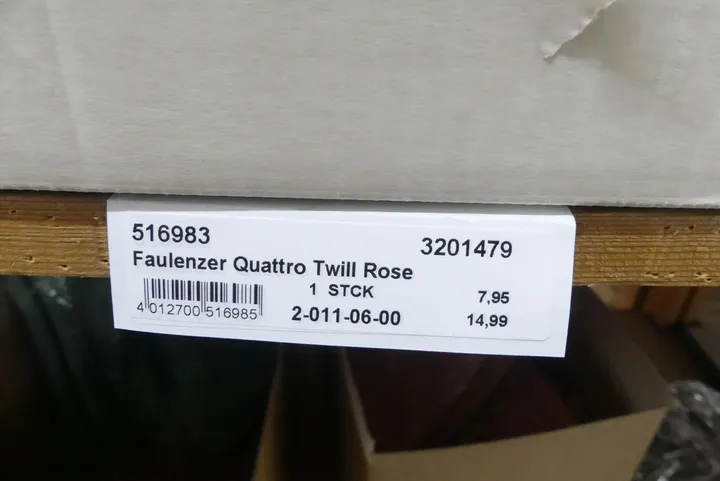 516983 3201479
Faulenzer Quattro Twill Rose
1 STCK 7,95
4 012700 516985 2-011-06-00 14,99